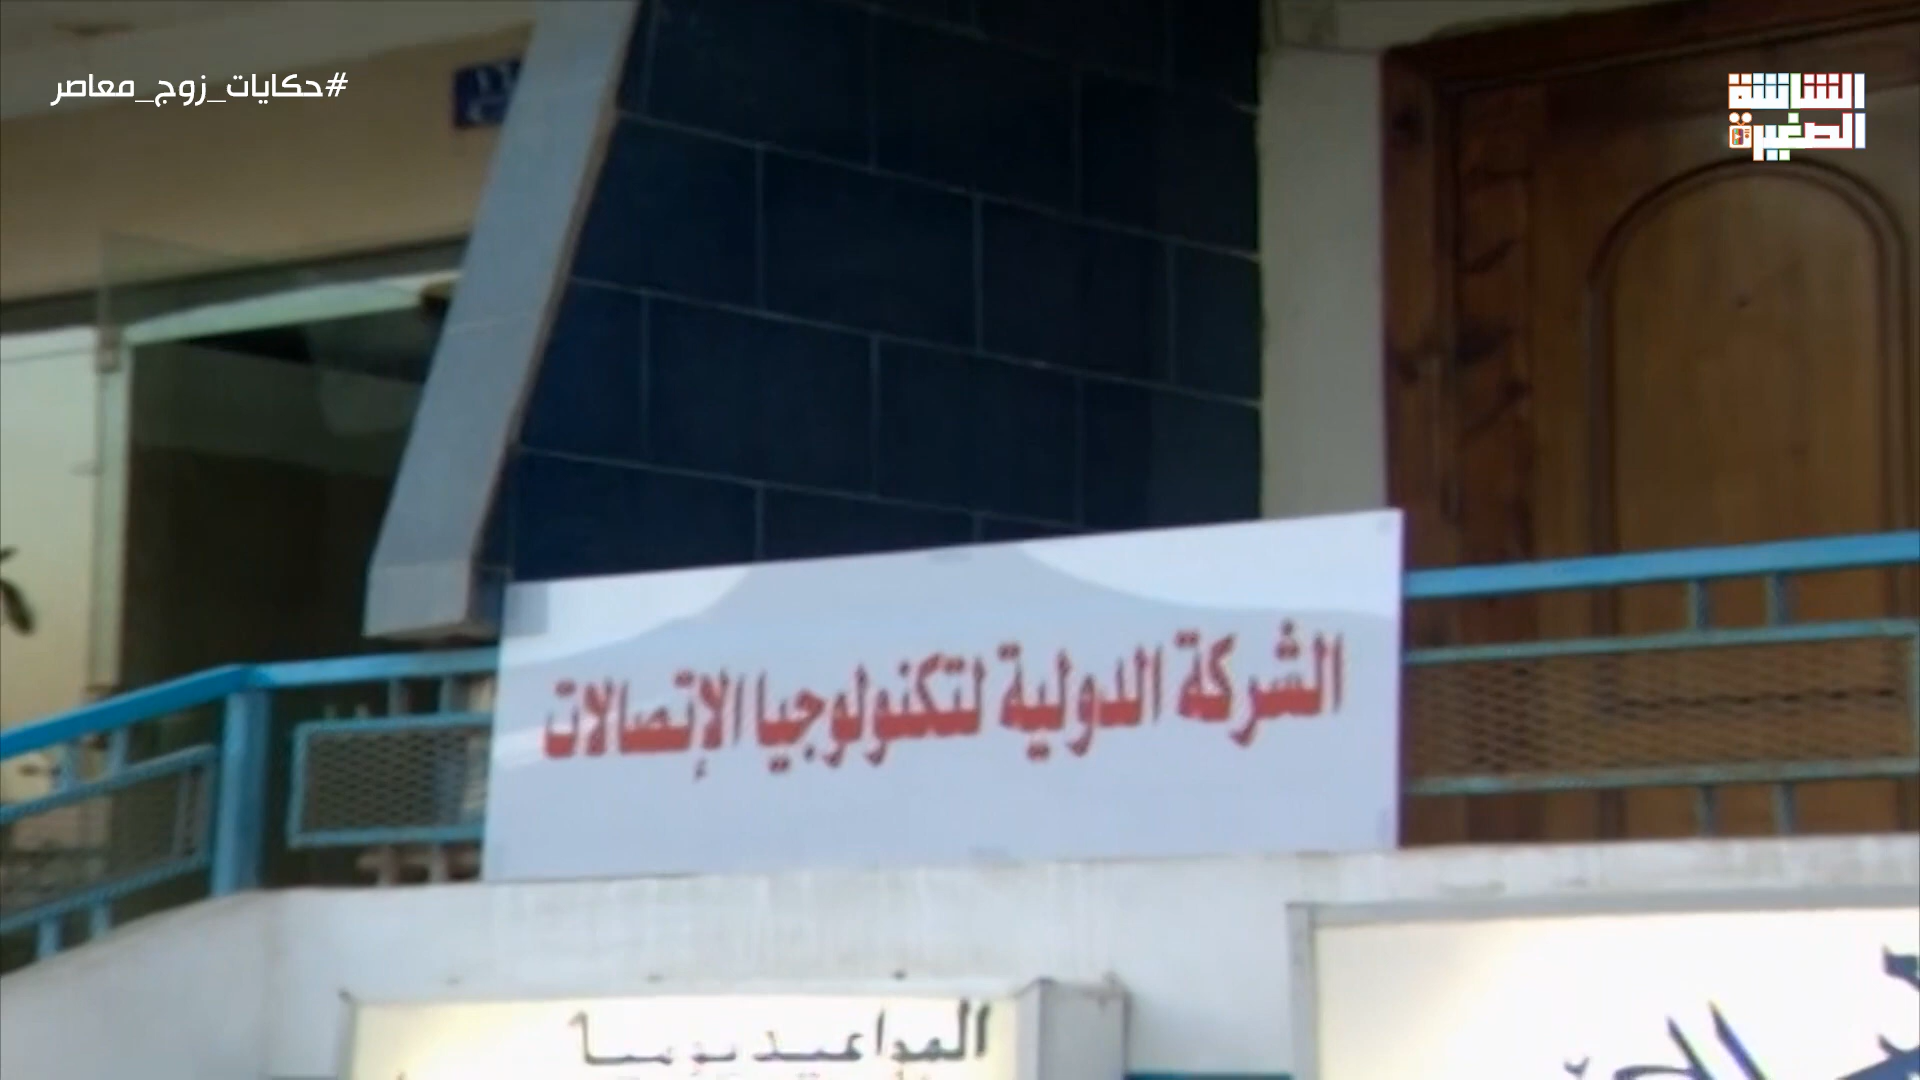 #حكايات_زوج_معاصر
الشاشة
الصغيرة
الشركة الدولية لتكنولوجيا الإتصالات
المواعيد يوميا